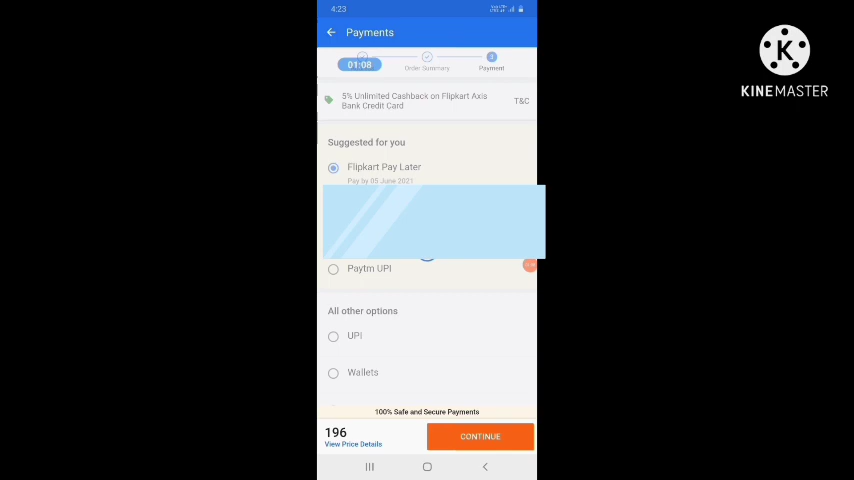 4:23
Payments
01:08
Order Summary
3
Payment
5% Unlimited Cashback on Flipkart Axis
Bank Credit Card
T&C
Suggested for you
Flipkart Pay Later
Pay by 05 June 2021
Paytm UPI
All other options
UPI
Wallets
100% Safe and Secure Payments
196
View Price Details
CONTINUE
K
KINEMASTER